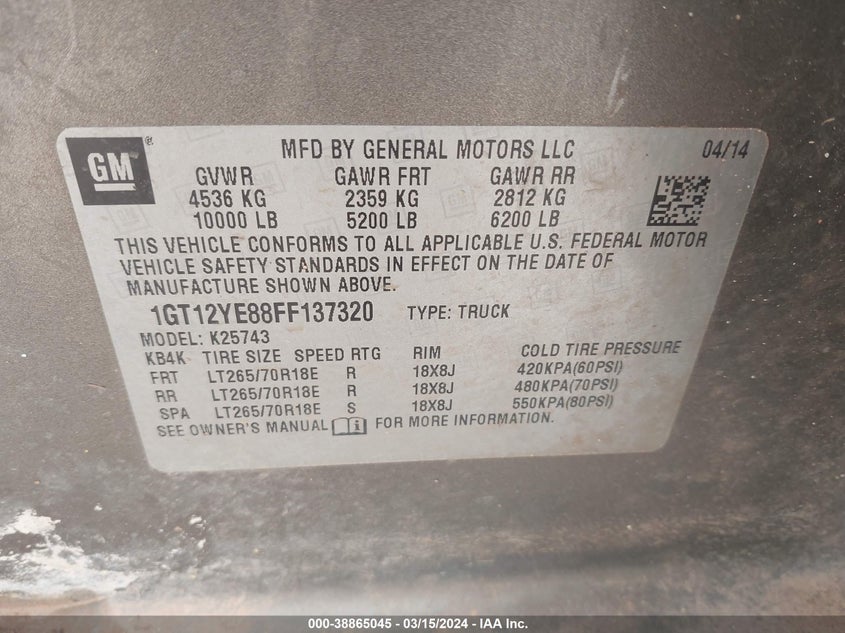 GM®
MFD BY GENERAL MOTORS LLC 04/14
GVWR GAWR FRT GAWR RR
4536 KG 2359 KG 2812 KG
10000 LB 5200 LB 6200 LB
THIS VEHICLE CONFORMS TO ALL APPLICABLE U.S. FEDERAL MOTOR
VEHICLE SAFETY STANDARDS IN EFFECT ON THE DATE OF
MANUFACTURE SHOWN ABOVE.
1GT12YE88FF137320 TYPE: TRUCK
MODEL: K25743
KB4K TIRE SIZE SPEED RTG RIM COLD TIRE PRESSURE
FRT LT265/70R18E R 18X8J 420KPA(60PSI)
RR LT265/70R18E R 18X8J 480KPA(70PSI)
SPA LT265/70R18E S 18X8J 550KPA(80PSI)
SEE OWNER'S MANUAL i FOR MORE INFORMATION.
000-38865045 - 03/15/2024 - IAA Inc.